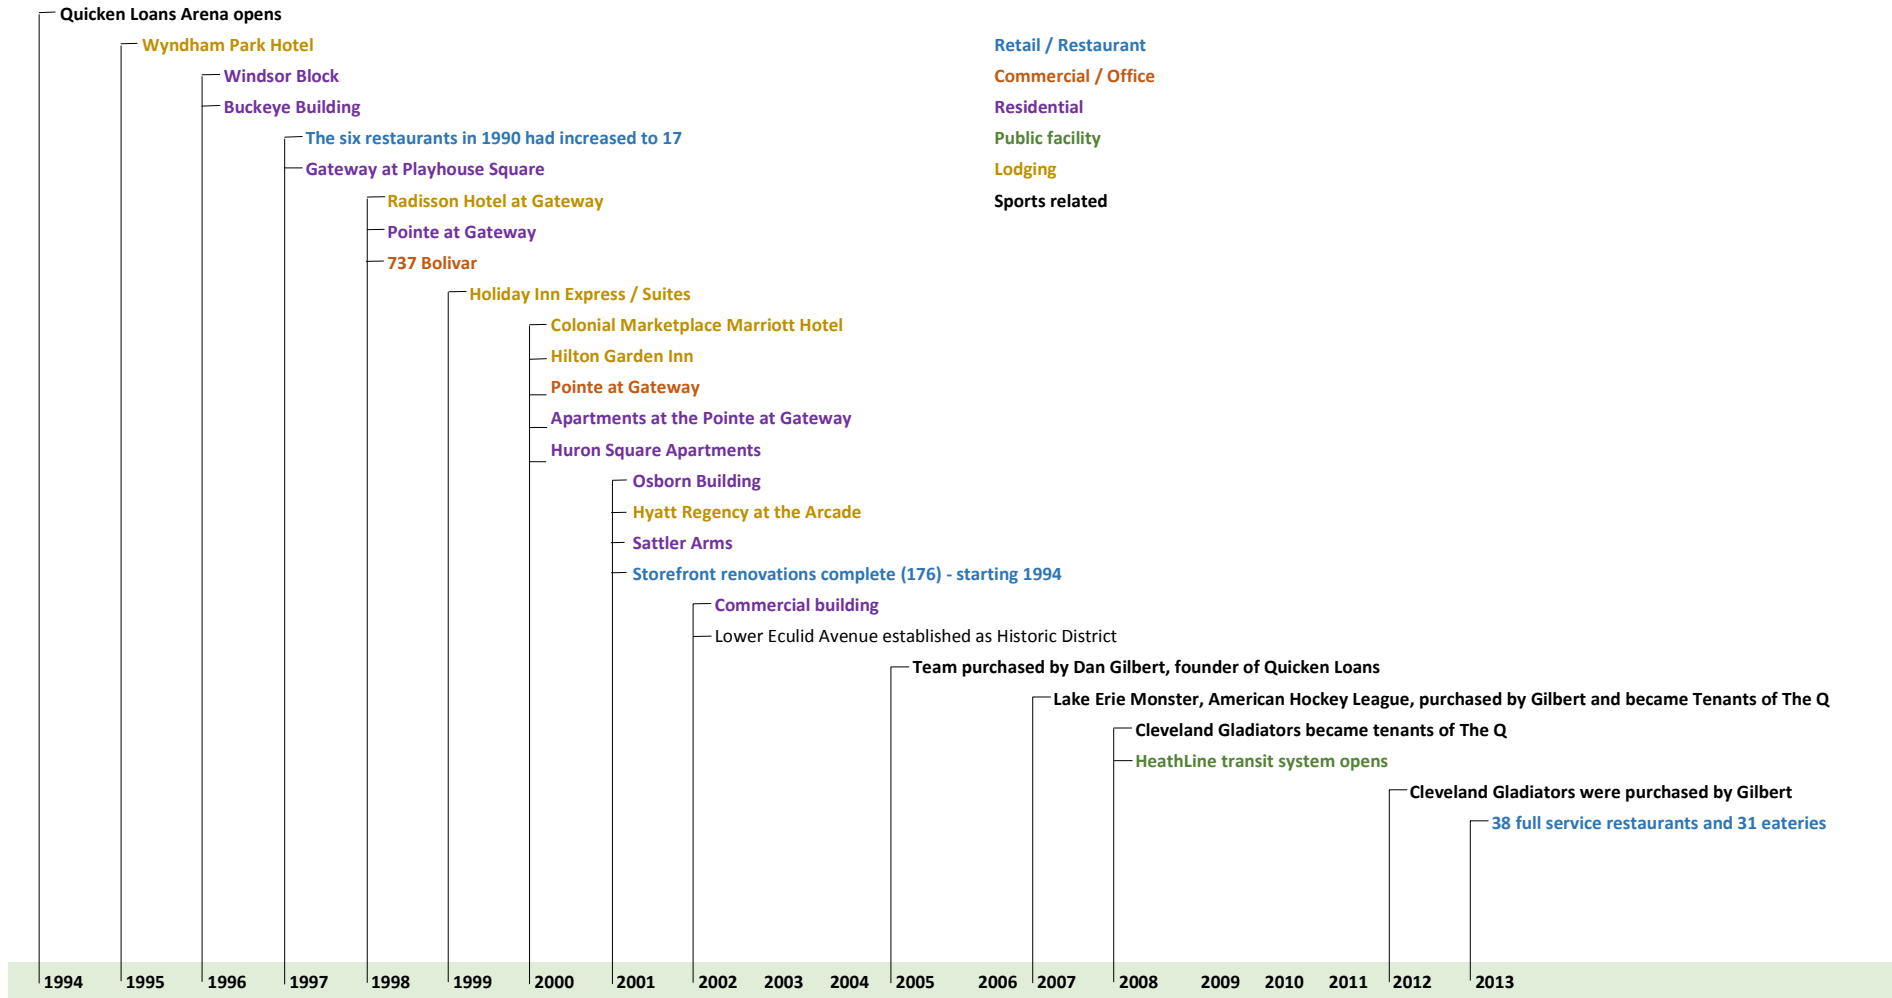 Quicken Loans Arena opens
Wyndham Park Hotel
Retail / Restaurant
Windsor Block
Commercial / Office
Buckeye Building
Residential
The six restaurants in 1990 had increased to 17
Public facility
Gateway at Playhouse Square
Lodging
Radisson Hotel at Gateway
Sports related
Pointe at Gateway
737 Bolivar
Holiday Inn Express / Suites
Colonial Marketplace Marriott Hotel
Hilton Garden Inn
Pointe at Gateway
Apartments at the Pointe at Gateway
Huron Square Apartments
Osborn Building
Hyatt Regency at the Arcade
Sattler Arms
Storefront renovations complete (176) - starting 1994
Commercial building
Lower Eculid Avenue established as Historic District
Team purchased by Dan Gilbert, founder of Quicken Loans
Lake Erie Monster, American Hockey League, purchased by Gilbert and became Tenants of The Q
Cleveland Gladiators became tenants of The Q
HeathLine transit system opens
Cleveland Gladiators were purchased by Gilbert
38 full service restaurants and 31 eateries
1994 1995 1996 1997 1998 1999 2000 2001 2002 2003 2004 2005 2006 2007 2008 2009 2010 2011 2012 2013